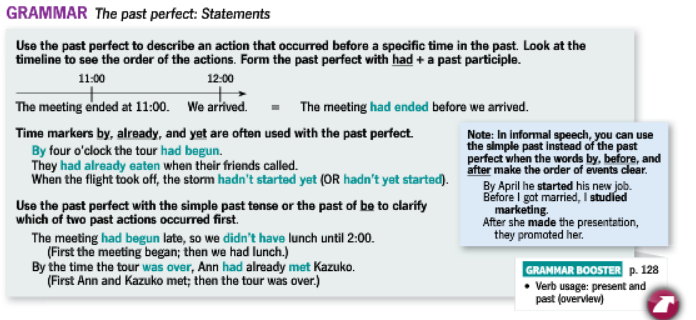 GRAMMAR The past perfect: Statements
Use the past perfect to describe an action that occurred before a specific time in the past. Look at the
timeline to see the order of the actions. Form the past perfect with had + a past participle.
11:00 12:00
The meeting ended at 11:00. We arrived. = The meeting had ended before we arrived.
Time markers by, already, and yet are often used with the past perfect.
By four o'clock the tour had begun.
They had already eaten when their friends called.
When the flight took off, the storm hadn't started yet (OR hadn't yet started).
Use the past perfect with the simple past tense or the past of be to clarify
which of two past actions occurred first.
The meeting had begun late, so we didn't have lunch until 2:00.
(First the meeting began; then we had lunch.)
By the time the tour was over, Ann had already met Kazuko.
(First Ann and Kazuko met; then the tour was over.)
Note: In informal speech, you can use
the simple past instead of the past
perfect when the words by, before, and
after make the order of events clear.
By April he started his new job.
Before I got married, I studied
marketing.
After she made the presentation,
they promoted her.
GRAMMAR BOOSTER p. 128
• Verb usage: present and
past (overview)